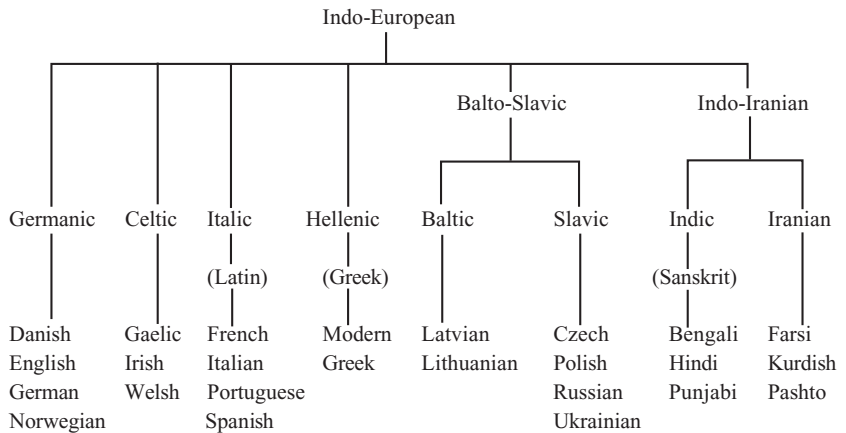 Indo-European
Balto-Slavic Indo-Iranian
Germanic Celtic Italic Hellenic Baltic Slavic Indic Iranian
(Latin) (Greek) (Sanskrit)
Danish Gaelic French Modern Latvian Czech Bengali Farsi
English Irish Italian Greek Lithuanian Polish Hindi Kurdish
German Welsh Portuguese Russian Punjabi Pashto
Norwegian Spanish Ukrainian